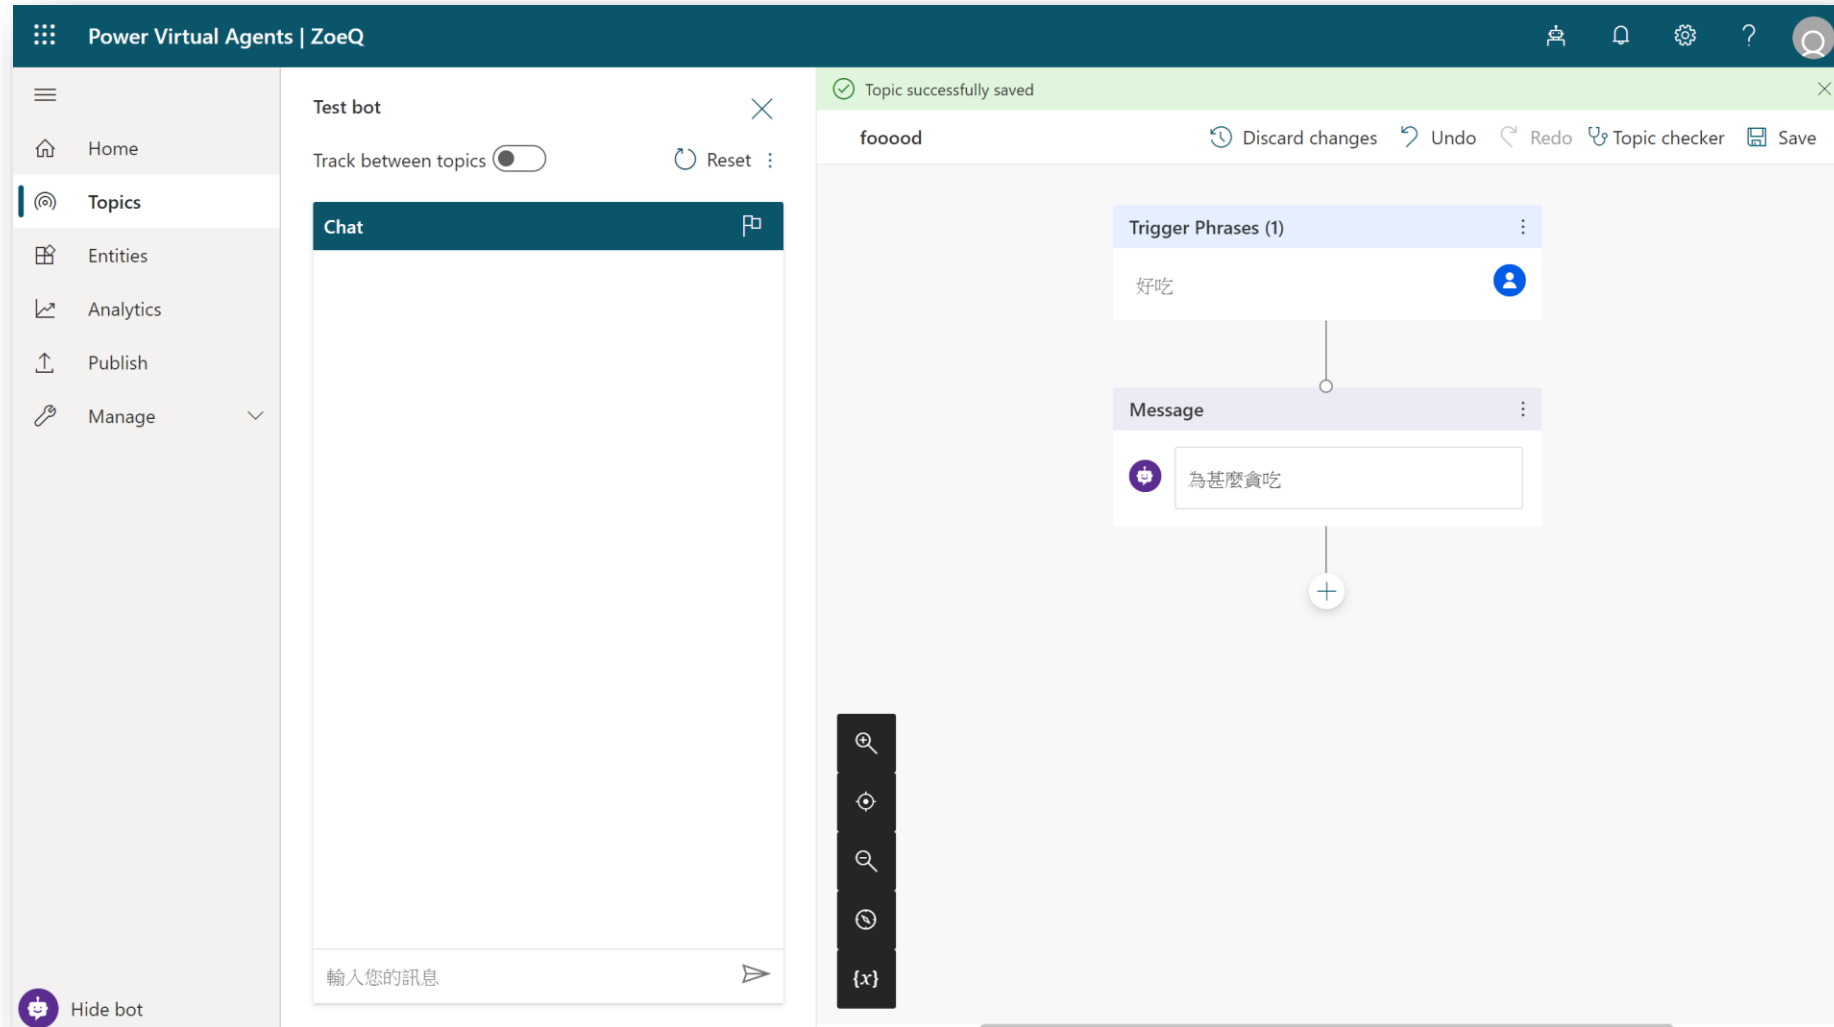 Power Virtual Agents | ZoeQ
Home
Topics
Entities
Analytics
Publish
Manage
Hide bot
Test bot
Track between topics
Reset
Chat
輸入您的訊息
Topic successfully saved
fooood
Discard changes
Undo
Redo
Topic checker
Save
Trigger Phrases (1)
好吃
Message
為甚麼貪吃
{x}